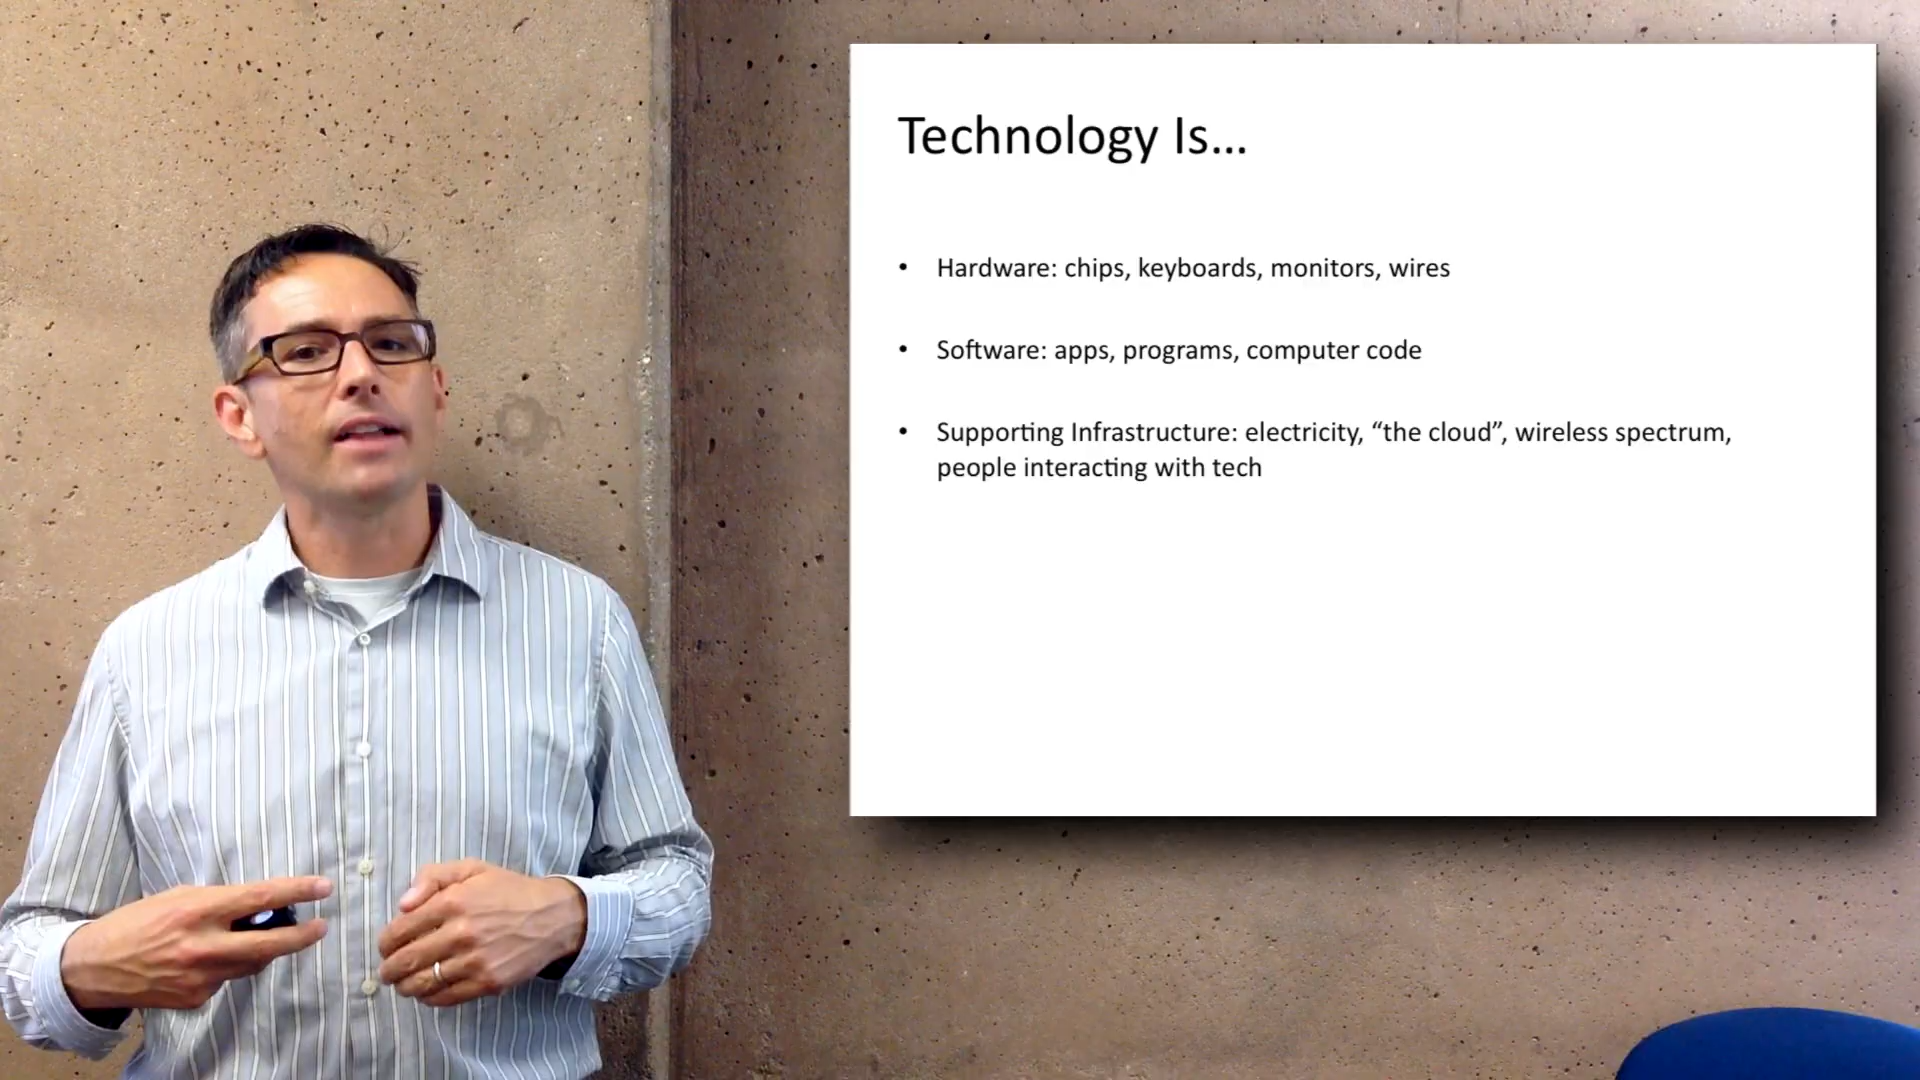 Technology Is...
• Hardware: chips, keyboards, monitors, wires
• Software: apps, programs, computer code
• Supporting Infrastructure: electricity, “the cloud”, wireless spectrum,
people interacting with tech